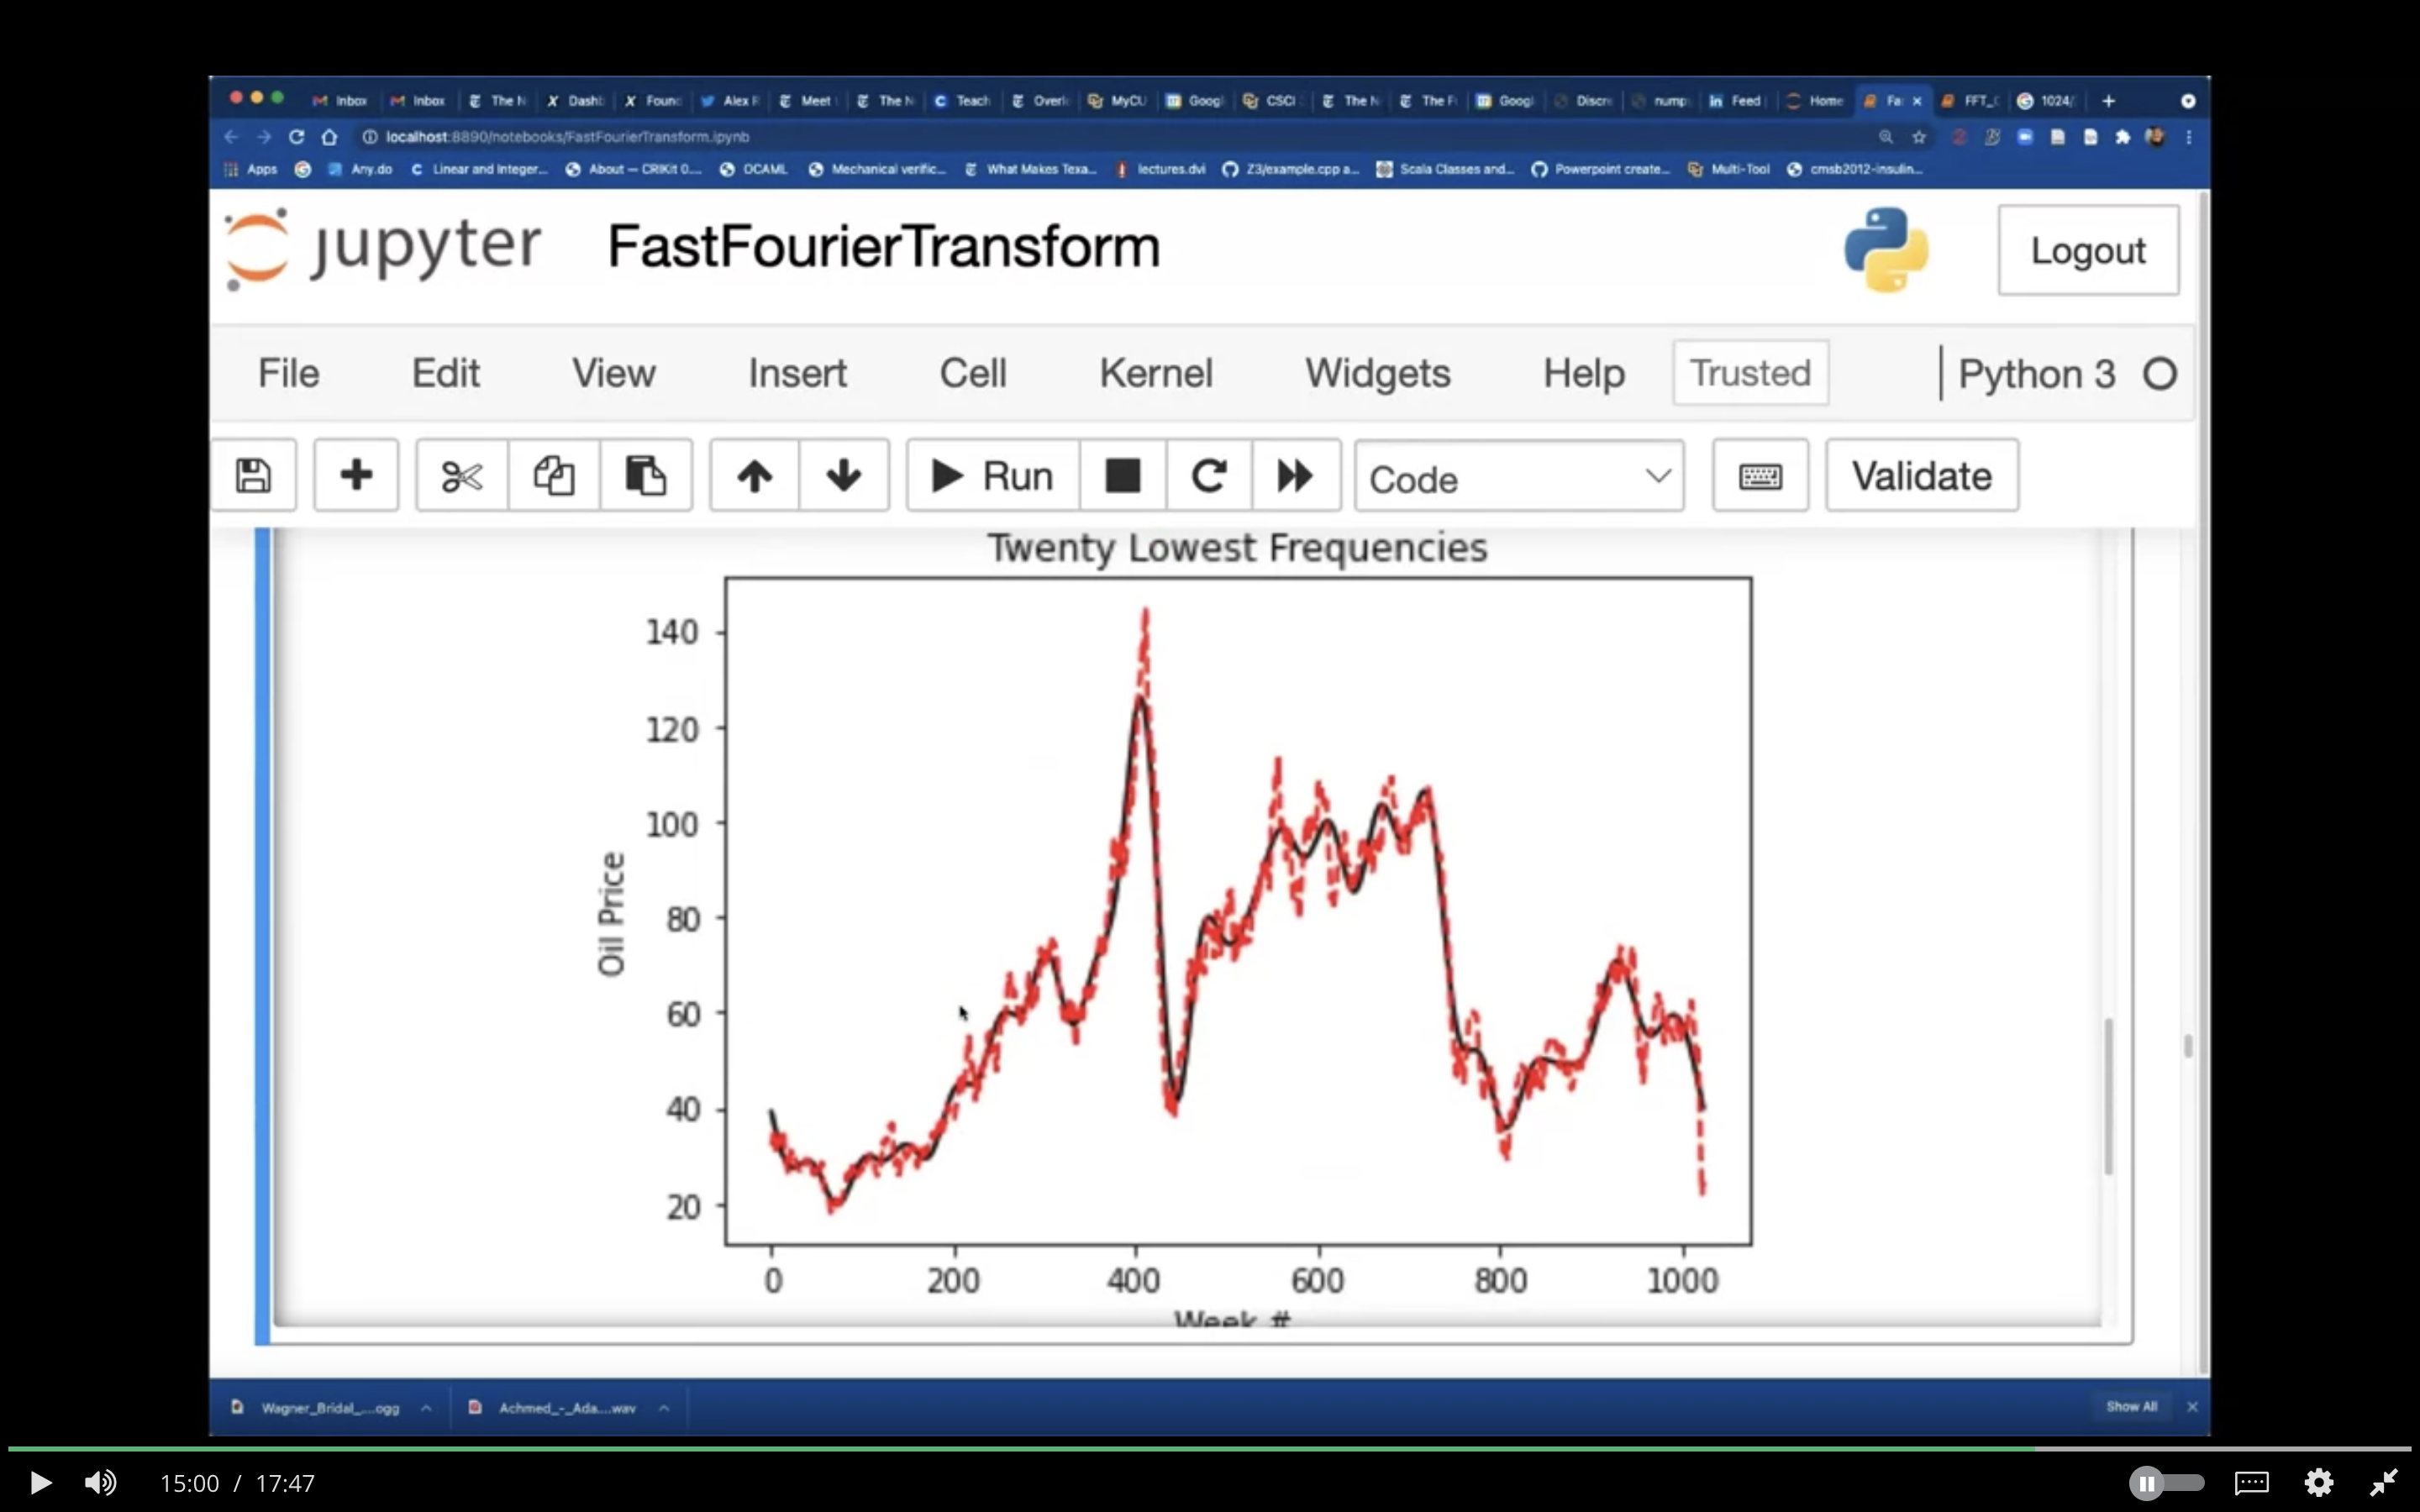 Inbox Inbox The N Dashb Found Alex R Meet The N Teach Overl MyCU Googl CSCI The N The F Googl Discre nump Feed Home Fa FFT_C 1024/
localhost:8890/notebooks/FastFourierTransform.ipynb
Apps Any.do Linear and Integer... About — CRIKit 0.... OCAML Mechanical verific... What Makes Texa... lectures.dvi Z3/example.cpp a... Scala Classes and... Powerpoint create... Multi-Tool cmsb2012-insulin...
jupyter FastFourierTransform Logout
File Edit View Insert Cell Kernel Widgets Help Trusted Python 3
Run Code Validate
Twenty Lowest Frequencies
140
120
100
80
60
40
20
Oil Price
0 200 400 600 800 1000
Week #
Wagner_Bridal_....ogg Achmed_-_Ada....wav Show All
15:00 / 17:47